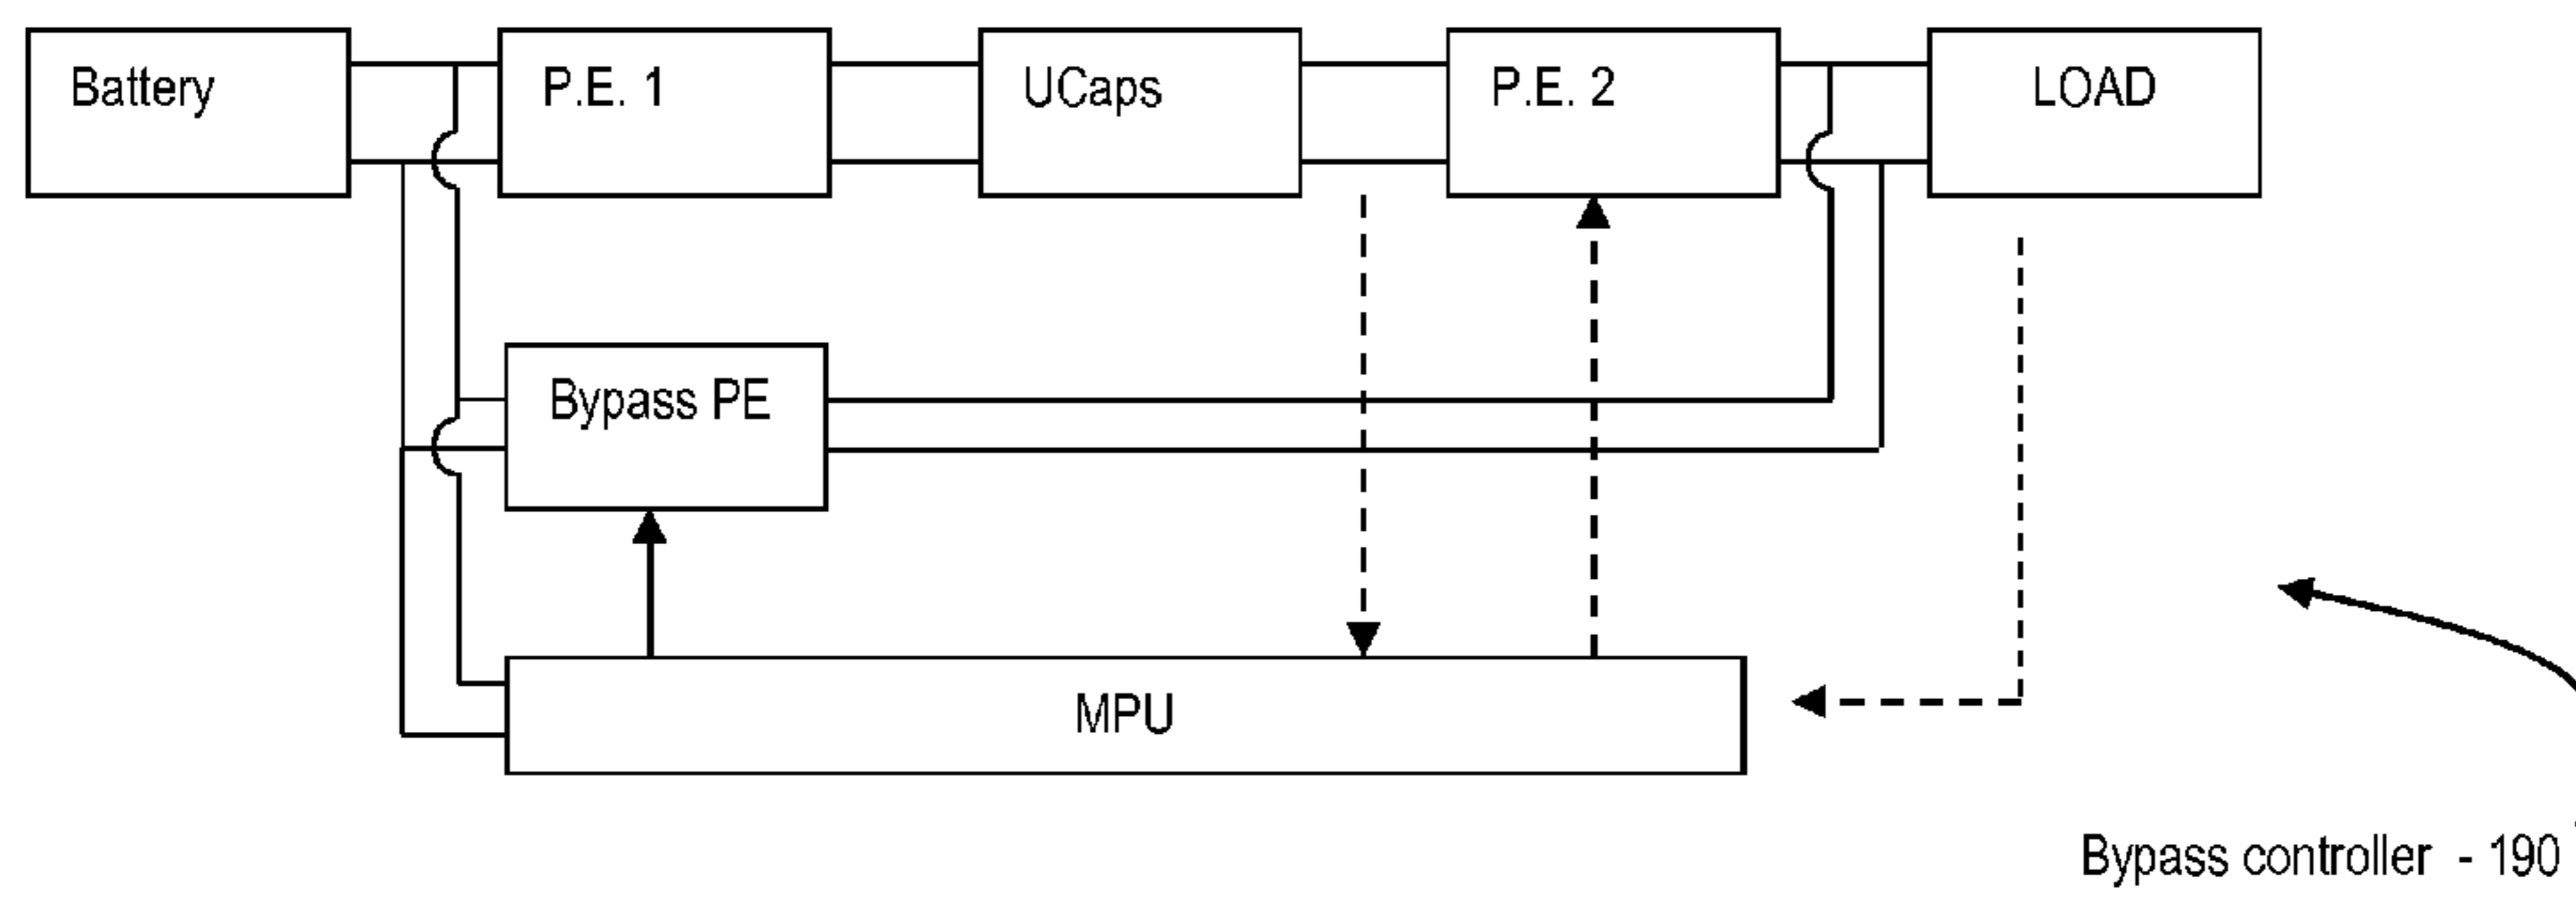 Battery
P.E. 1
UCaps
P.E. 2
LOAD
Bypass PE
MPU
Bypass controller - 190